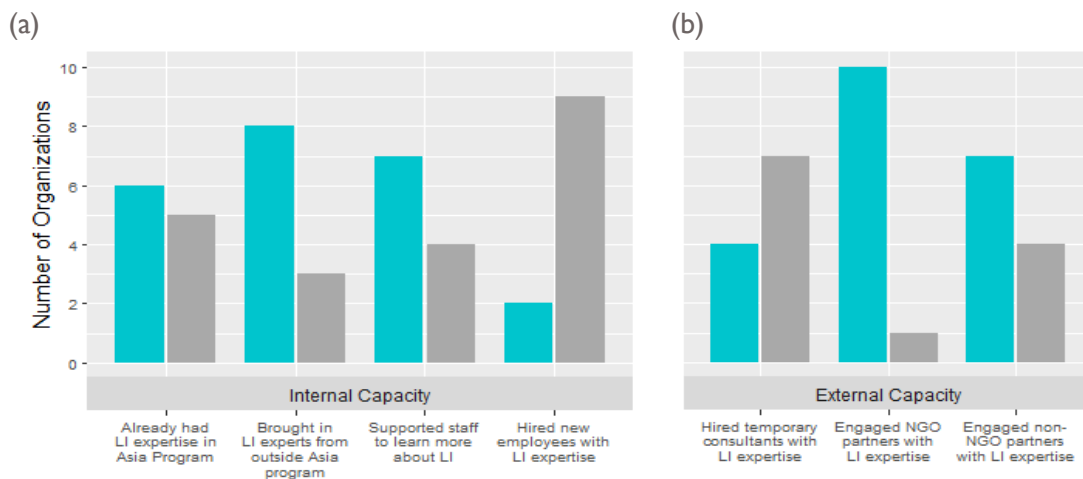 (a)
(b)
Number of Organizations
10
8
6
4
2
0
Internal Capacity
External Capacity
Already had
LI expertise in
Asia Program
Brought in
LI experts from
outside Asia
program
Supported staff
to learn more
about LI
Hired new
employees with
LI expertise
Hired temporary
consultants with
LI expertise
Engaged NGO
partners with
LI expertise
Engaged non-
NGO partners
with LI expertise